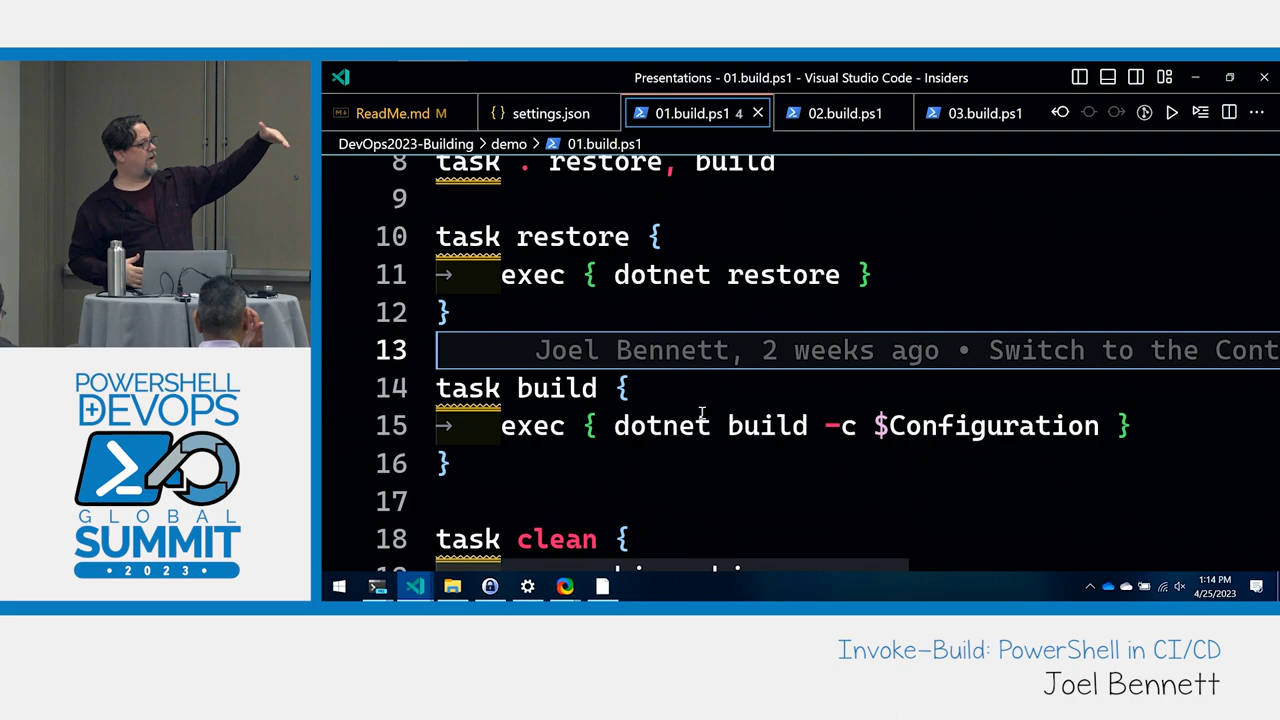 Presentations - 01.build.ps1 - Visual Studio Code - Insiders
ReadMe.md M
settings.json
01.build.ps1 4
02.build.ps1
03.build.ps1
DevOps2023-Building > demo > 01.build.ps1
8 task . restore, build
9
10 task restore {
11 → exec { dotnet restore }
12 }
13 Joel Bennett, 2 weeks ago • Switch to the Cont
14 task build {
15 → exec { dotnet build -c $Configuration }
16 }
17
18 task clean {
1:14 PM
4/25/2023
POWERSHELL
+DEVOPS
GLOBAL
SUMMIT
• 2023 •
Invoke-Build: PowerShell in CI/CD
Joel Bennett